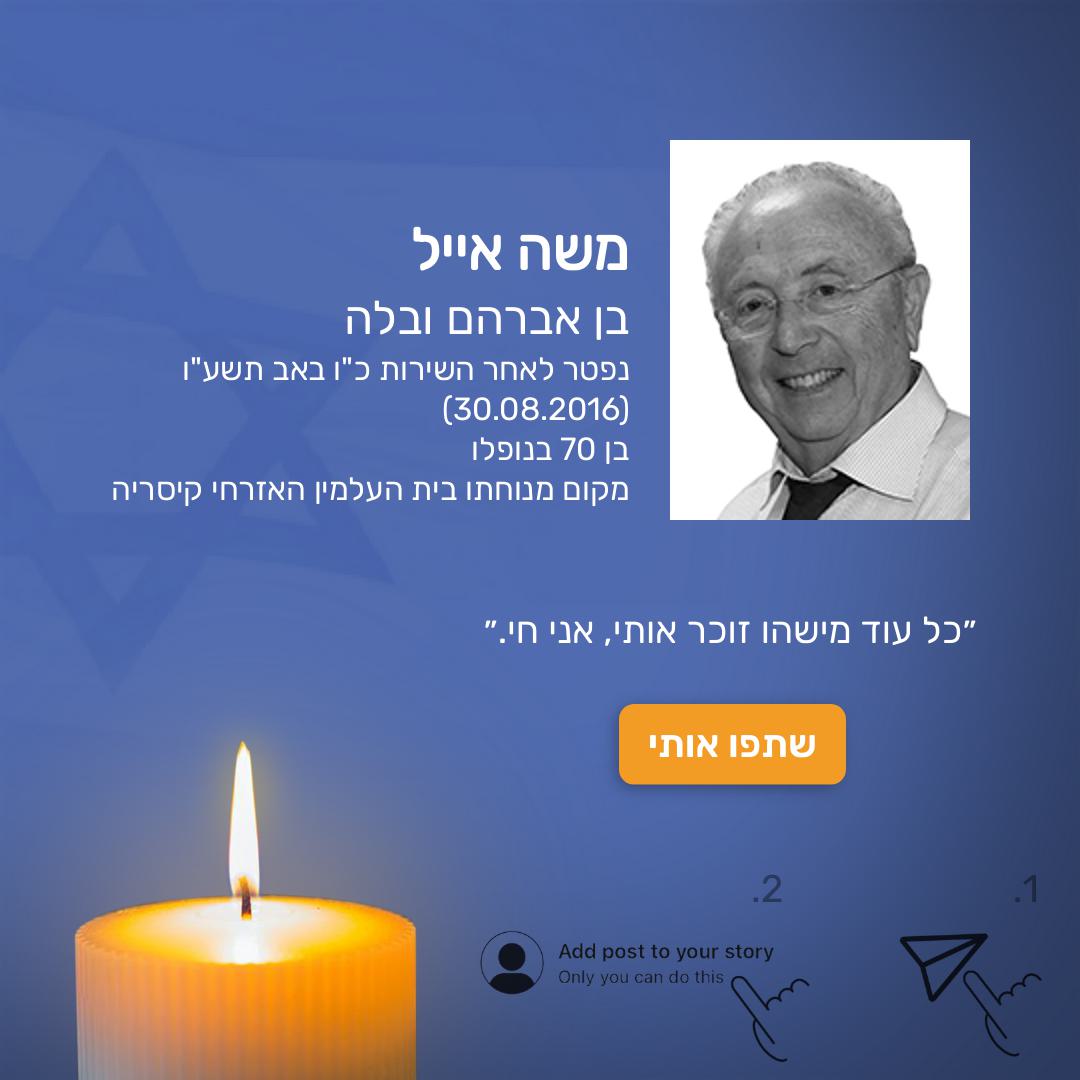 משה אייל
בן אברהם ובלה
נפטר לאחר השירות כ"ו באב תשע"ו
(30.08.2016)
בן 70 בנופלו
מקום מנוחתו בית העלמין האזרחי קיסריה
״כל עוד מישהו זוכר אותי, אני חי.״
שתפו אותי
.1
.2
Add post to your story
Only you can do this